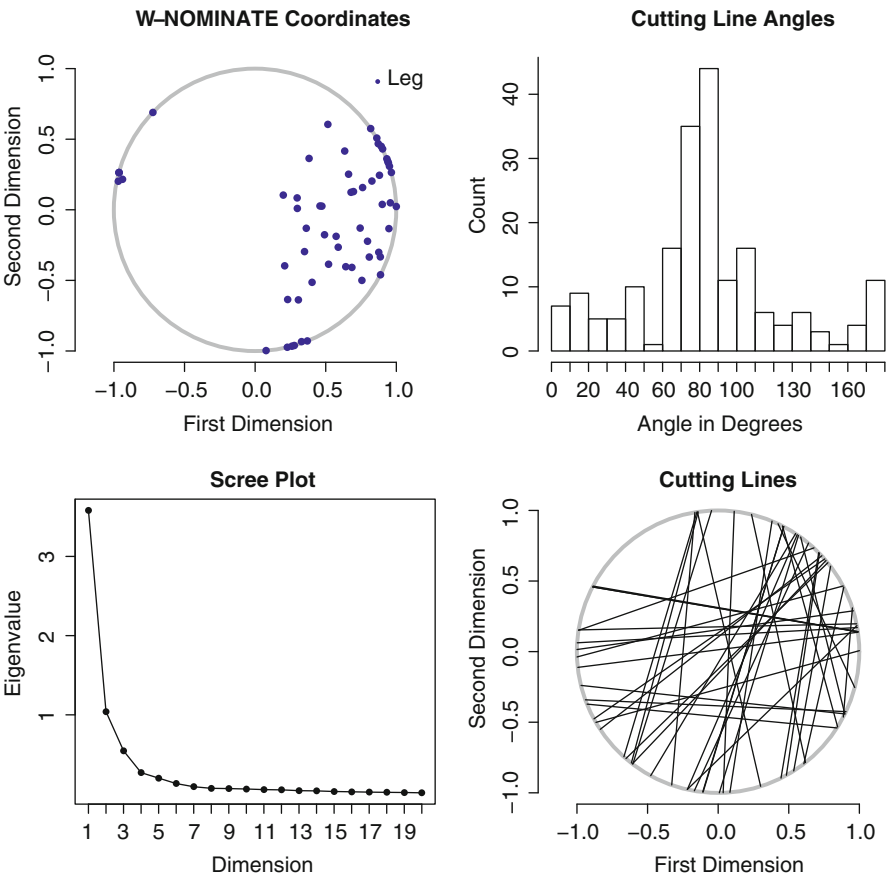 W–NOMINATE Coordinates
Second Dimension
−1.0 −0.5 0.0 0.5 1.0
Leg
−1.0 −0.5 0.0 0.5 1.0
First Dimension
Cutting Line Angles
Count
0 10 20 30 40
0 20 40 60 80 100 130 160
Angle in Degrees
Scree Plot
Eigenvalue
1 2 3
1 3 5 7 9 11 13 15 17 19
Dimension
Cutting Lines
Second Dimension
−1.0 −0.5 0.0 0.5 1.0
−1.0 −0.5 0.0 0.5 1.0
First Dimension